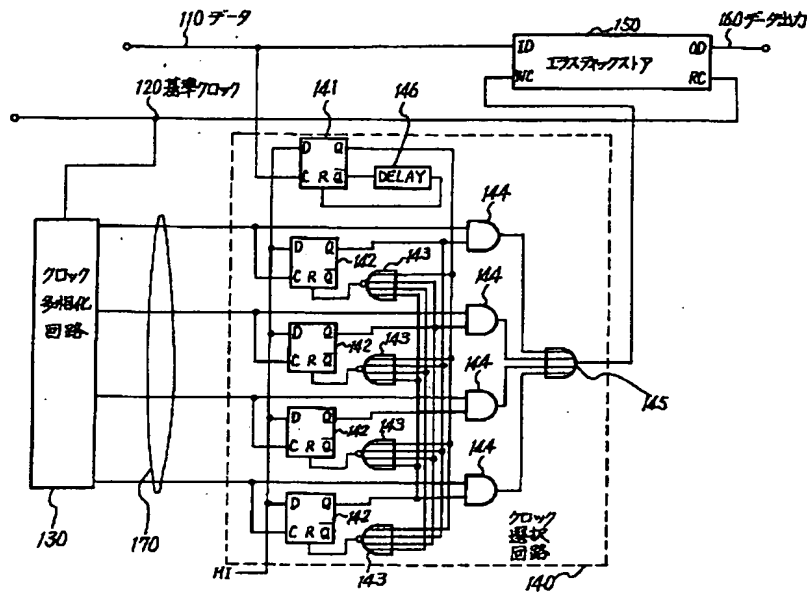 110 データ
150
160 データ出力
ID
OD
エラスティックストア
WC
RC
120 基準クロック
141
146
D Q
C R Q̅
DELAY
144
D Q
142
C R Q̅
143
144
クロック
多相化
回路
D Q
142
C R Q̅
143
144
145
D Q
142
C R Q̅
143
144
D Q
142
C R Q̅
143
クロック
選択
回路
130
170
HI
140